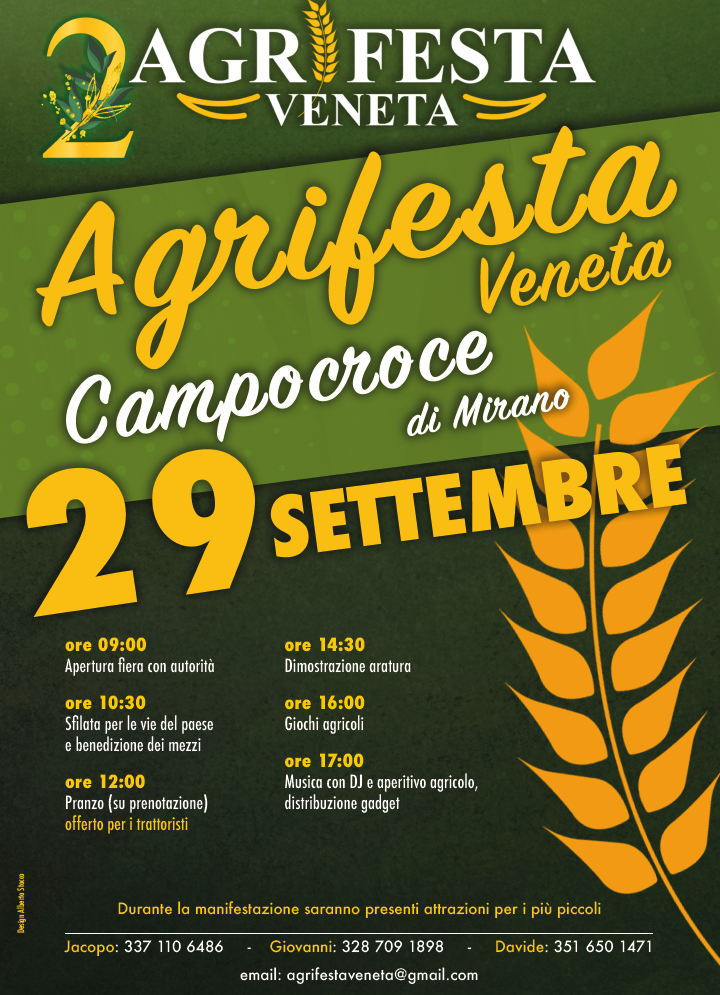 2 AGRIFESTA
VENETA
Agrifesta
Veneta
Campocroce
di Mirano
29 SETTEMBRE
ore 09:00
Apertura fiera con autorità
ore 10:30
Sfilata per le vie del paese
e benedizione dei mezzi
ore 12:00
Pranzo (su prenotazione)
offerto per i trattoristi
ore 14:30
Dimostrazione aratura
ore 16:00
Giochi agricoli
ore 17:00
Musica con DJ e aperitivo agricolo,
distribuzione gadget
Design Alberto Stocco
Durante la manifestazione saranno presenti attrazioni per i più piccoli
Jacopo: 337 110 6486 - Giovanni: 328 709 1898 - Davide: 351 650 1471
email: agrifestaveneta@gmail.com